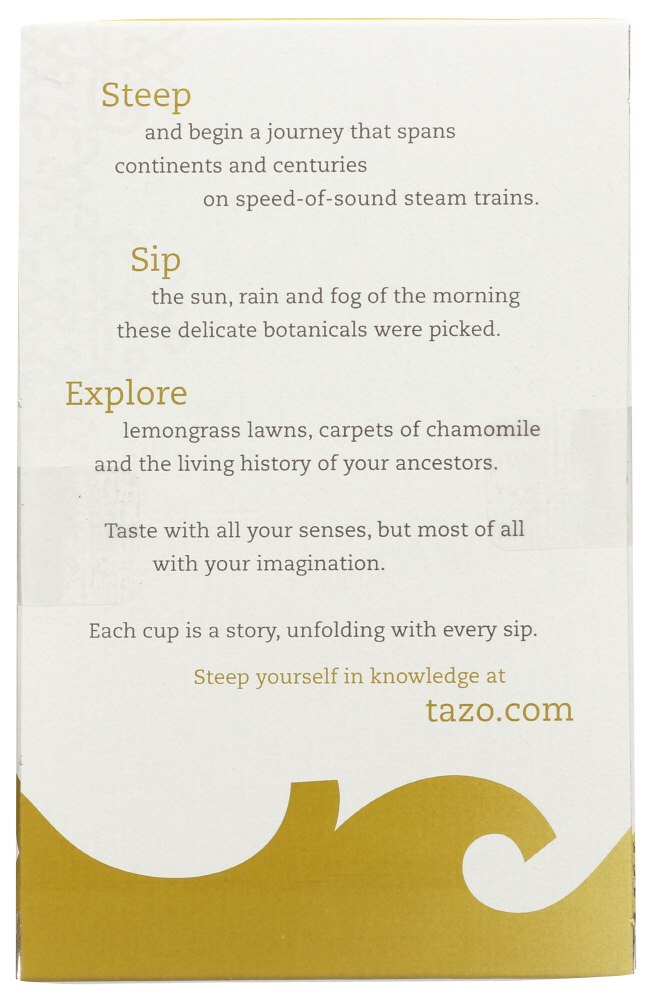 Steep
and begin a journey that spans
continents and centuries
on speed-of-sound steam trains.
Sip
the sun, rain and fog of the morning
these delicate botanicals were picked.
Explore
lemongrass lawns, carpets of chamomile
and the living history of your ancestors.
Taste with all your senses, but most of all
with your imagination.
Each cup is a story, unfolding with every sip.
Steep yourself in knowledge at
tazo.com